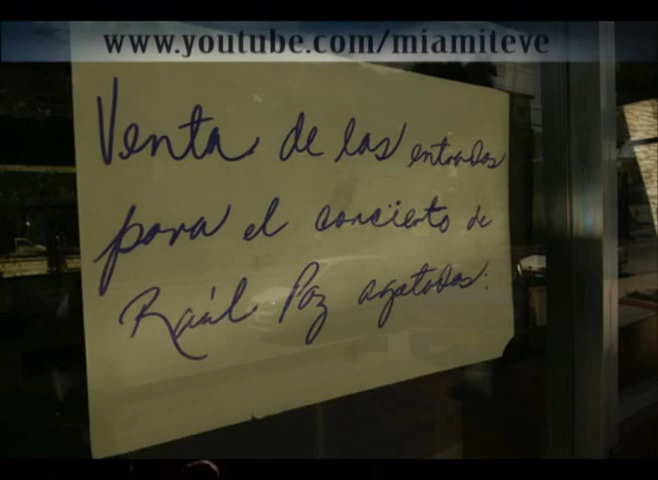 www.youtube.com/miamiteve
Venta de las entradas
para el concierto de
Raúl Paz agotadas.